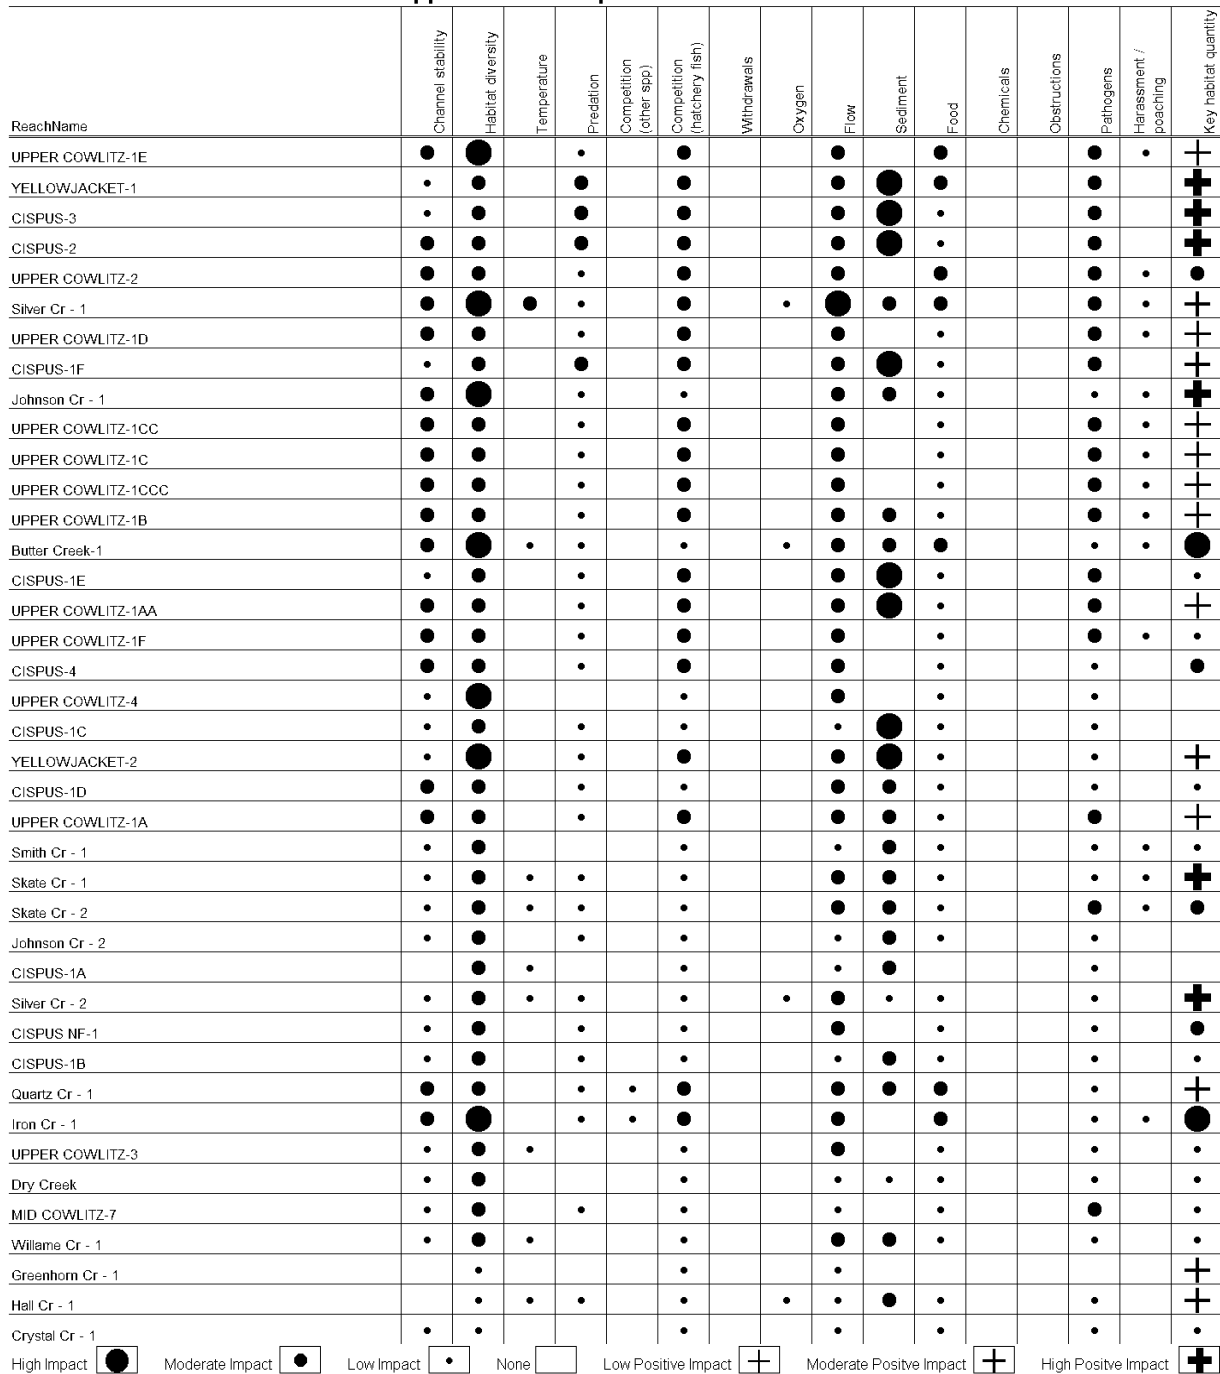 ReachName
Channel stability
Habitat diversity
Temperature
Predation
Competition
(other spp)
Competition
(hatchery fish)
Withdrawals
Oxygen
Flow
Sediment
Food
Chemicals
Obstructions
Pathogens
Harassment /
poaching
Key habitat quantity
UPPER COWLITZ-1E
YELLOWJACKET-1
CISPUS-3
CISPUS-2
UPPER COWLITZ-2
Silver Cr - 1
UPPER COWLITZ-1D
CISPUS-1F
Johnson Cr - 1
UPPER COWLITZ-1CC
UPPER COWLITZ-1C
UPPER COWLITZ-1CCC
UPPER COWLITZ-1B
Butter Creek-1
CISPUS-1E
UPPER COWLITZ-1AA
UPPER COWLITZ-1F
CISPUS-4
UPPER COWLITZ-4
CISPUS-1C
YELLOWJACKET-2
CISPUS-1D
UPPER COWLITZ-1A
Smith Cr - 1
Skate Cr - 1
Skate Cr - 2
Johnson Cr - 2
CISPUS-1A
Silver Cr - 2
CISPUS NF-1
CISPUS-1B
Quartz Cr - 1
Iron Cr - 1
UPPER COWLITZ-3
Dry Creek
MID COWLITZ-7
Willame Cr - 1
Greenhorn Cr - 1
Hall Cr - 1
Crystal Cr - 1
High Impact Moderate Impact Low Impact None Low Positive Impact Moderate Positve Impact High Positve Impact